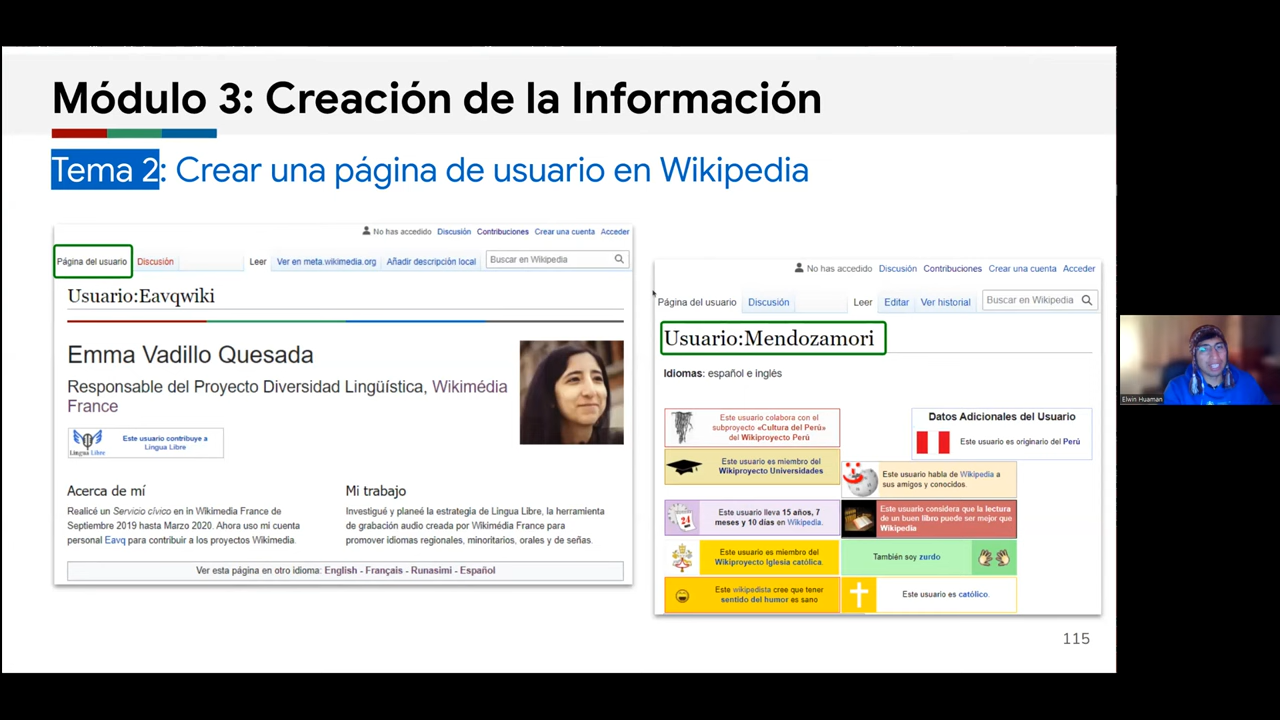 Módulo 3: Creación de la Información
Tema 2: Crear una página de usuario en Wikipedia
No has accedido Discusión Contribuciones Crear una cuenta Acceder
Página del usuario Discusión Leer Ver en meta.wikimedia.org Añadir descripción local Buscar en Wikipedia
Usuario:Eavqwiki
Emma Vadillo Quesada
Responsable del Proyecto Diversidad Lingüística, Wikimédia
France
Lingua Libre
Este usuario contribuye a
Lingua Libre
Acerca de mí
Realicé un Servicio cívico en in Wikimedia France de
Septiembre 2019 hasta Marzo 2020. Ahora uso mi cuenta
personal Eavq para contribuir a los proyectos Wikimedia.
Mi trabajo
Investigué y planeé la estrategia de Lingua Libre, la herramienta
de grabación audio creada por Wikimédia France para
promover idiomas regionales, minoritarios, orales y de señas.
Ver esta página en otro idioma: English - Français - Runasimi - Español
No has accedido Discusión Contribuciones Crear una cuenta Acceder
Página del usuario Discusión Leer Editar Ver historial Buscar en Wikipedia
Usuario:Mendozamori
Idiomas: español e inglés
Este usuario colabora con el
subproyecto «Cultura del Perú»
del Wikiproyecto Perú
Este usuario es miembro del
Wikiproyecto Universidades
Este usuario lleva 15 años, 7
meses y 10 días en Wikipedia.
Este usuario es miembro del
Wikiproyecto Iglesia católica.
Este wikipedista cree que tener
sentido del humor es sano
Datos Adicionales del Usuario
Este usuario es originario del Perú
Este usuario habla de Wikipedia a
sus amigos y conocidos.
Este usuario considera que la lectura
de un buen libro puede ser mejor que
Wikipedia
También soy zurdo
Este usuario es católico.
115
Elwin Huaman